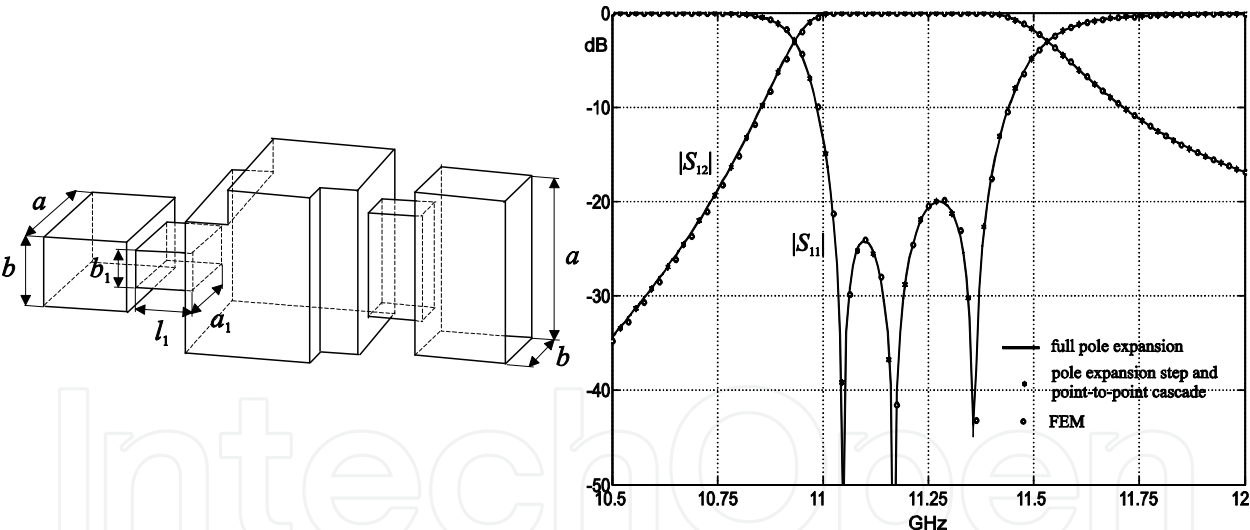 a
b
b1
l1
a1
a
b
0
dB
-10
|S12|
-20
|S11|
-30
full pole expansion
pole expansion step and
point-to-point cascade
-40
FEM
-50
10.5
10.75
11
11.25
11.5
11.75
12
GHz
IntechOpen